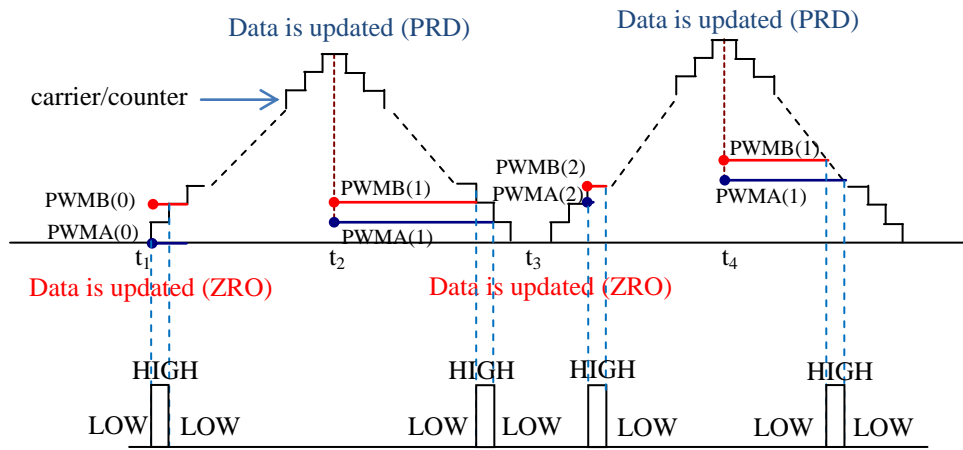 Data is updated (PRD)
Data is updated (PRD)
carrier/counter
PWMB(0)
PWMA(0)
PWMB(1)
PWMA(1)
PWMB(2)
PWMA(2)
PWMB(1)
PWMA(1)
t1 t2 t3 t4
Data is updated (ZRO)
Data is updated (ZRO)
HIGH HIGH HIGH HIGH
LOW LOW LOW LOW LOW LOW LOW